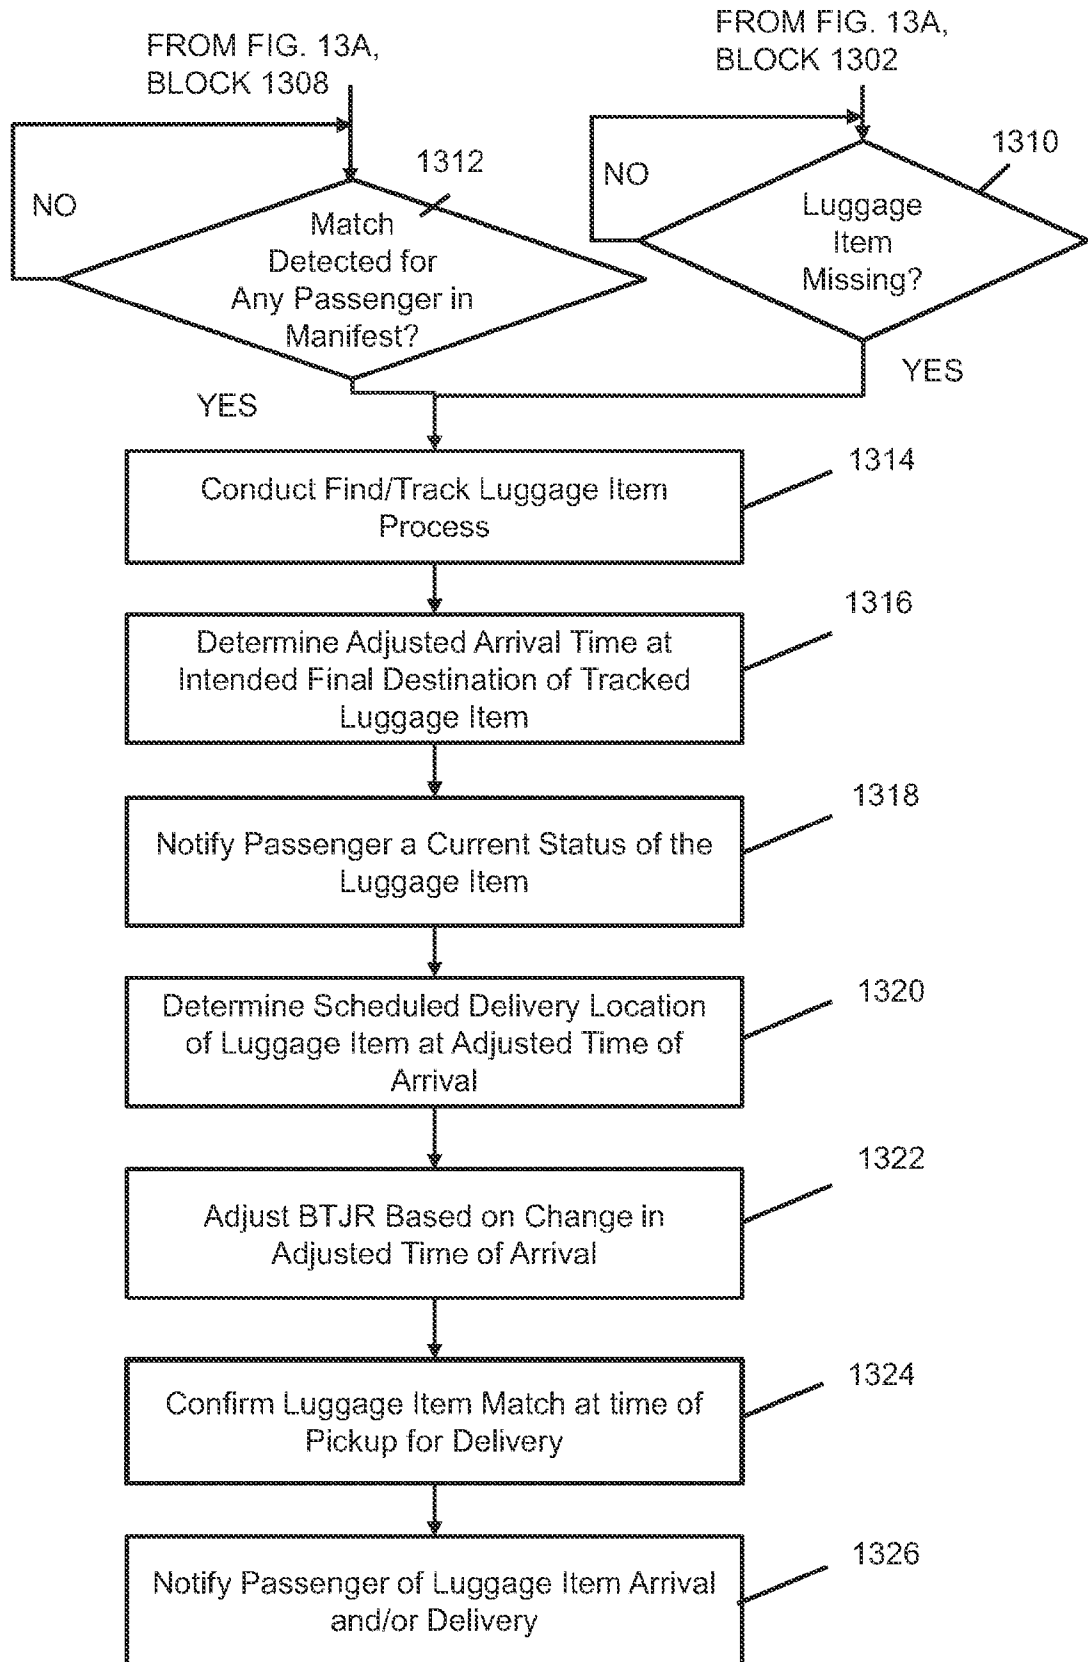 FROM FIG. 13A,
BLOCK 1308
FROM FIG. 13A,
BLOCK 1302
1312
NO
Match
Detected for
Any Passenger in
Manifest?
YES
1310
NO
Luggage
Item
Missing?
YES
1314
Conduct Find/Track Luggage Item
Process
1316
Determine Adjusted Arrival Time at
Intended Final Destination of Tracked
Luggage Item
1318
Notify Passenger a Current Status of the
Luggage Item
1320
Determine Scheduled Delivery Location
of Luggage Item at Adjusted Time of
Arrival
1322
Adjust BTJR Based on Change in
Adjusted Time of Arrival
1324
Confirm Luggage Item Match at time of
Pickup for Delivery
1326
Notify Passenger of Luggage Item Arrival
and/or Delivery